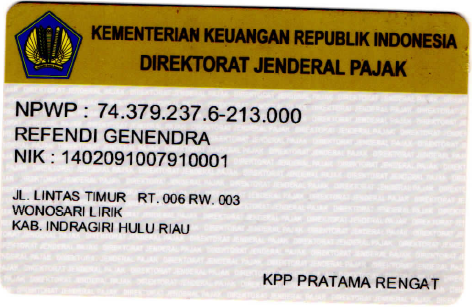 KEMENTERIAN KEUANGAN REPUBLIK INDONESIA
DIREKTORAT JENDERAL PAJAK
NPWP : 74.379.237.6-213.000
REFENDI GENENDRA
NIK : 1402091007910001
JL. LINTAS TIMUR RT. 006 RW. 003
WONOSARI LIRIK
KAB. INDRAGIRI HULU RIAU
KPP PRATAMA RENGAT